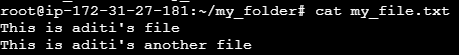 root@ip-172-31-27-181:~/my_folder# cat my_file.txt
This is aditi's file
This is aditi's another file